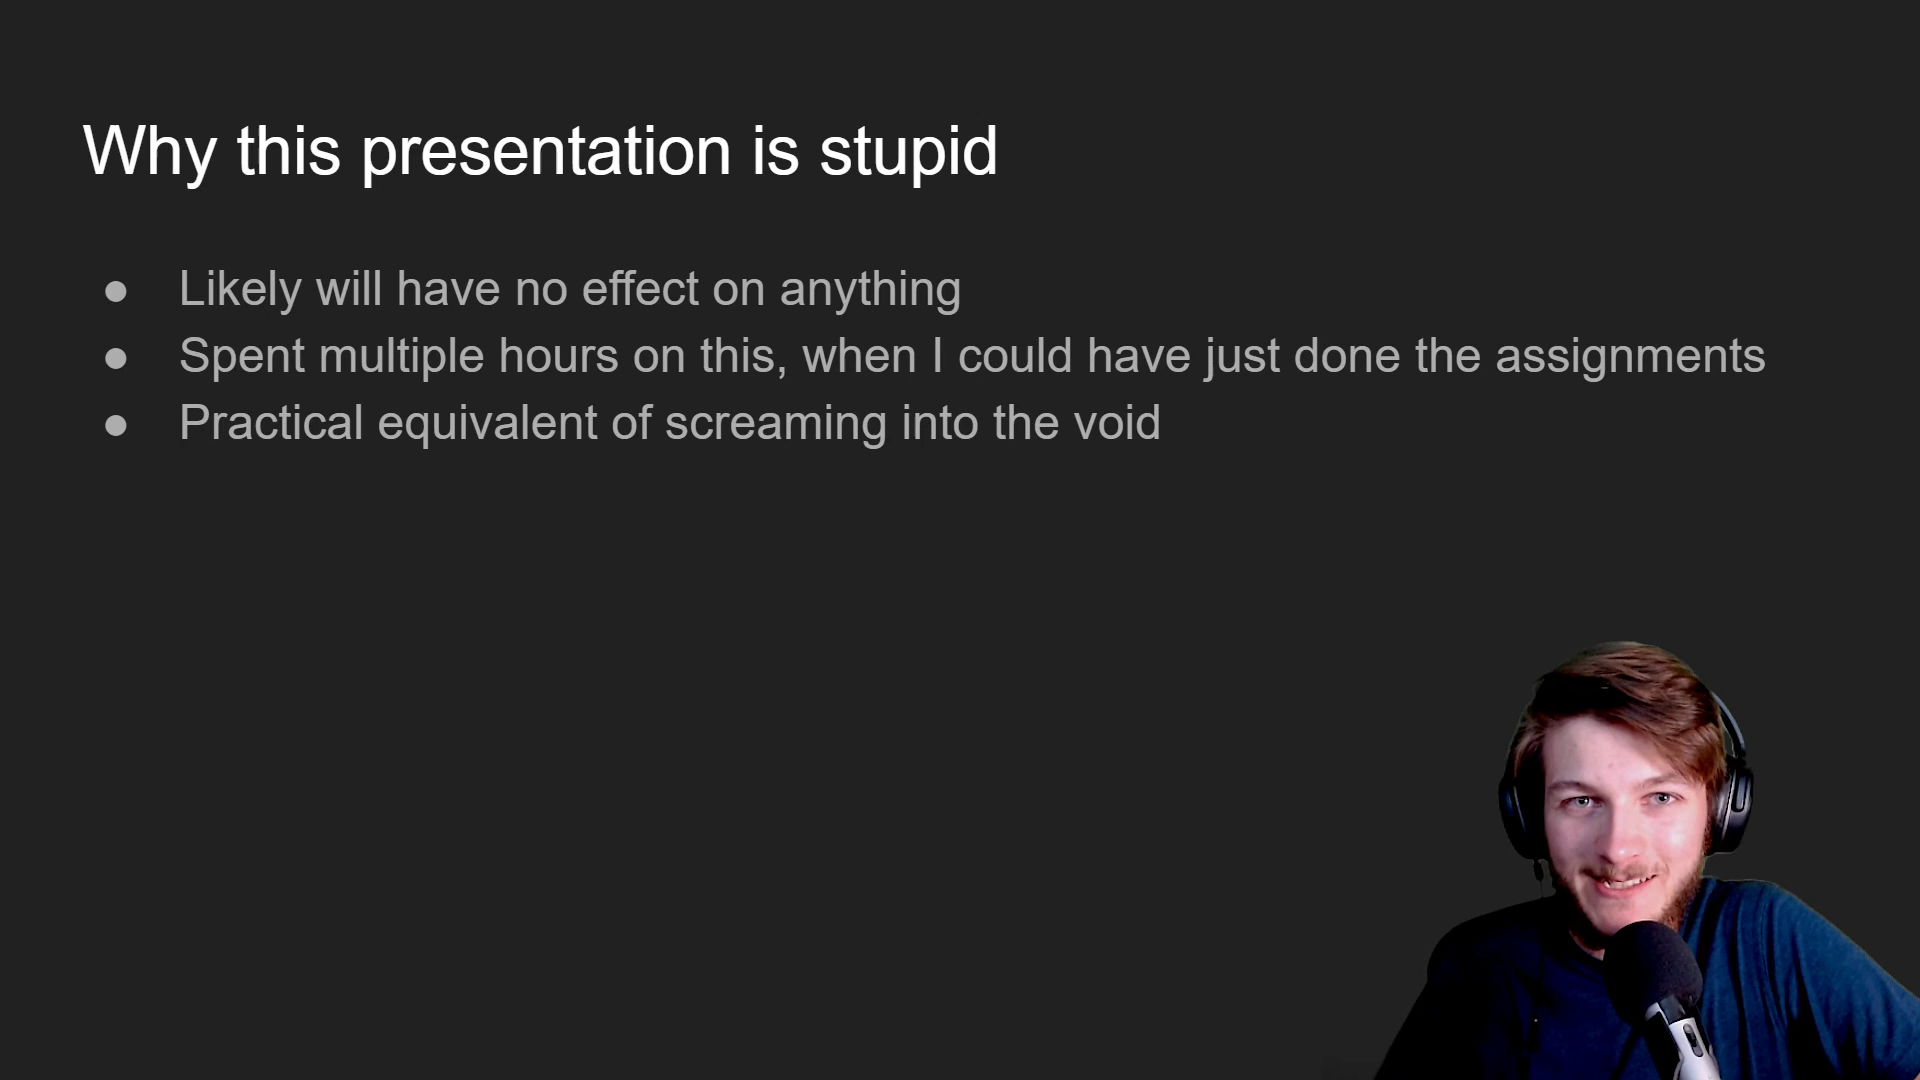 Why this presentation is stupid
● Likely will have no effect on anything
● Spent multiple hours on this, when I could have just done the assignments
● Practical equivalent of screaming into the void